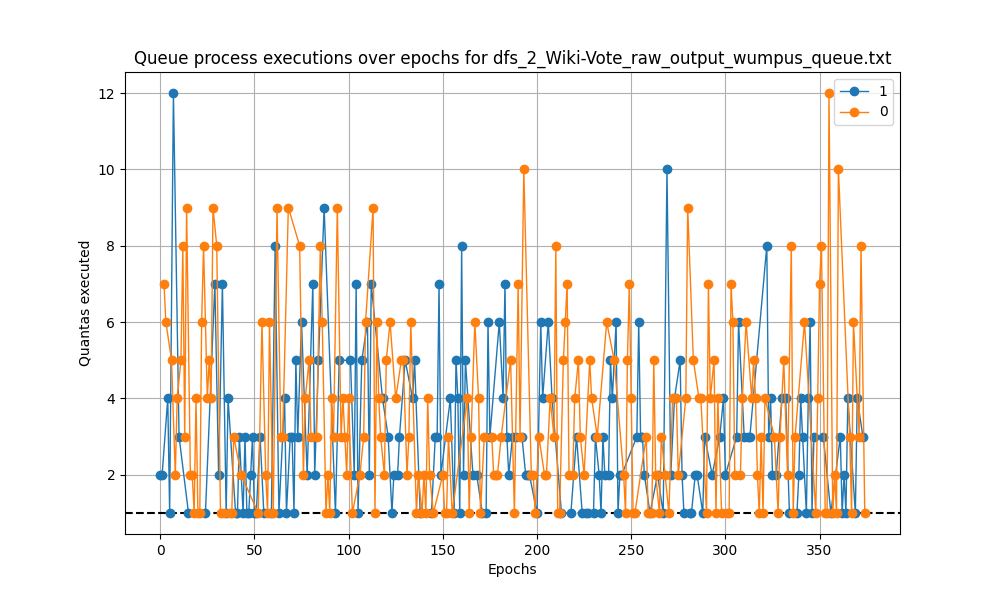 Queue process executions over epochs for dfs_2_Wiki-Vote_raw_output_wumpus_queue.txt
1
0
12
10
8
6
4
2
Quantas executed
0 50 100 150 200 250 300 350
Epochs